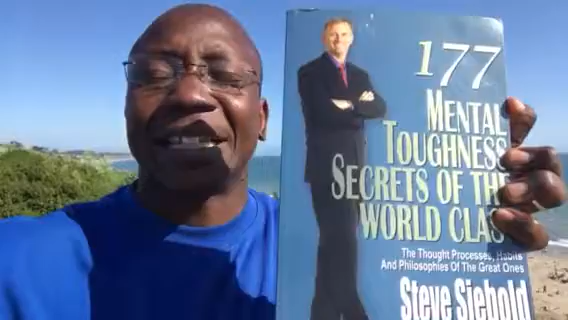 177
MENTAL
TOUGHNESS
SECRETS OF THE
WORLD CLAS
The Thought Processes, Habits
And Philosophies Of The Great Ones
Steve Siebold